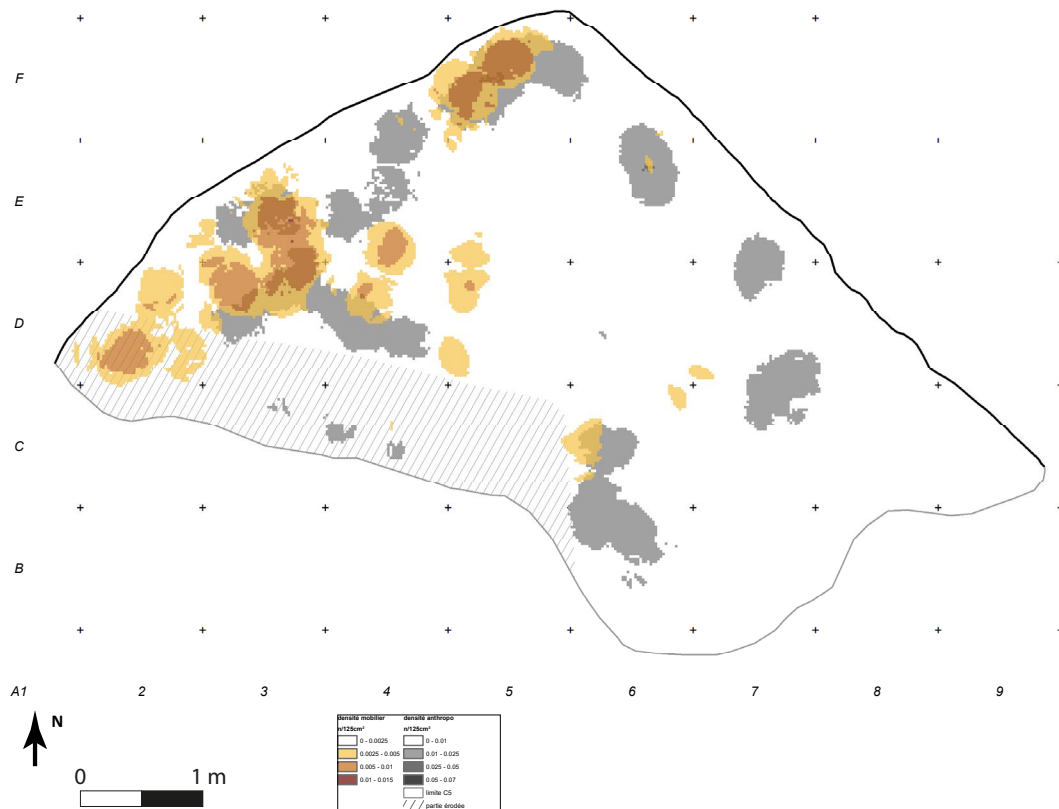 F
E
D
C
B
A1 2 3 4 5 6 7 8 9
N
0 1 m
densité mobilier densité anthropo
n/125cm² n/125cm²
0 - 0.0025 0 - 0.01
0.0025 - 0.005 0.01 - 0.025
0.005 - 0.01 0.025 - 0.05
0.01 - 0.015 0.05 - 0.07
limite C5
partie érodée